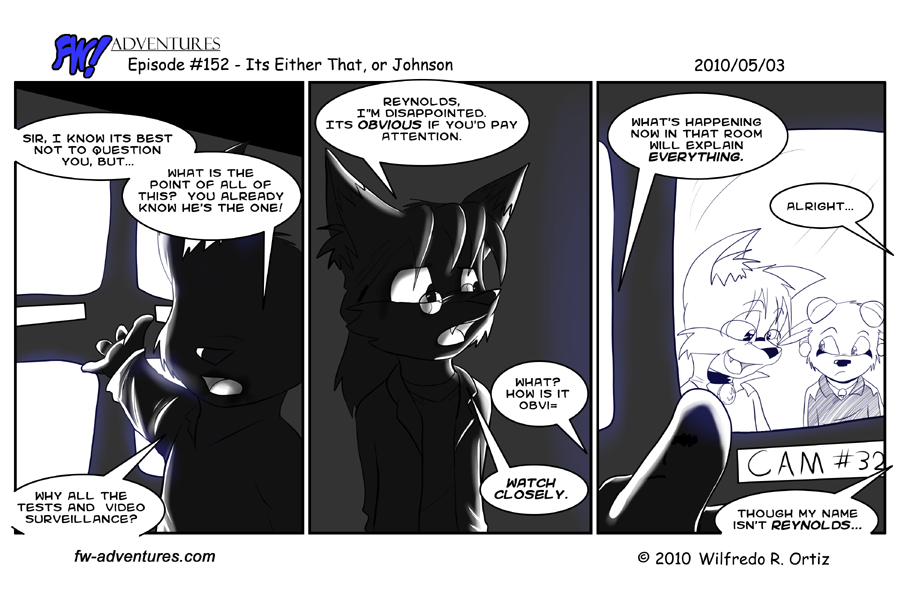 FW! ADVENTURES
Episode #152 - Its Either That, or Johnson
2010/05/03
SIR, I KNOW ITS BEST
NOT TO QUESTION
YOU, BUT...
WHAT IS THE
POINT OF ALL OF
THIS? YOU ALREADY
KNOW HE'S THE ONE!
WHY ALL THE
TESTS AND VIDEO
SURVEILLANCE?
REYNOLDS,
I"M DISAPPOINTED.
ITS OBVIOUS IF YOU'D PAY
ATTENTION.
WHAT?
HOW IS IT
OBVI=
WATCH
CLOSELY.
WHAT'S HAPPENING
NOW IN THAT ROOM
WILL EXPLAIN
EVERYTHING.
ALRIGHT...
CAM #32
THOUGH MY NAME
ISN'T REYNOLDS...
fw-adventures.com
© 2010 Wilfredo R. Ortiz